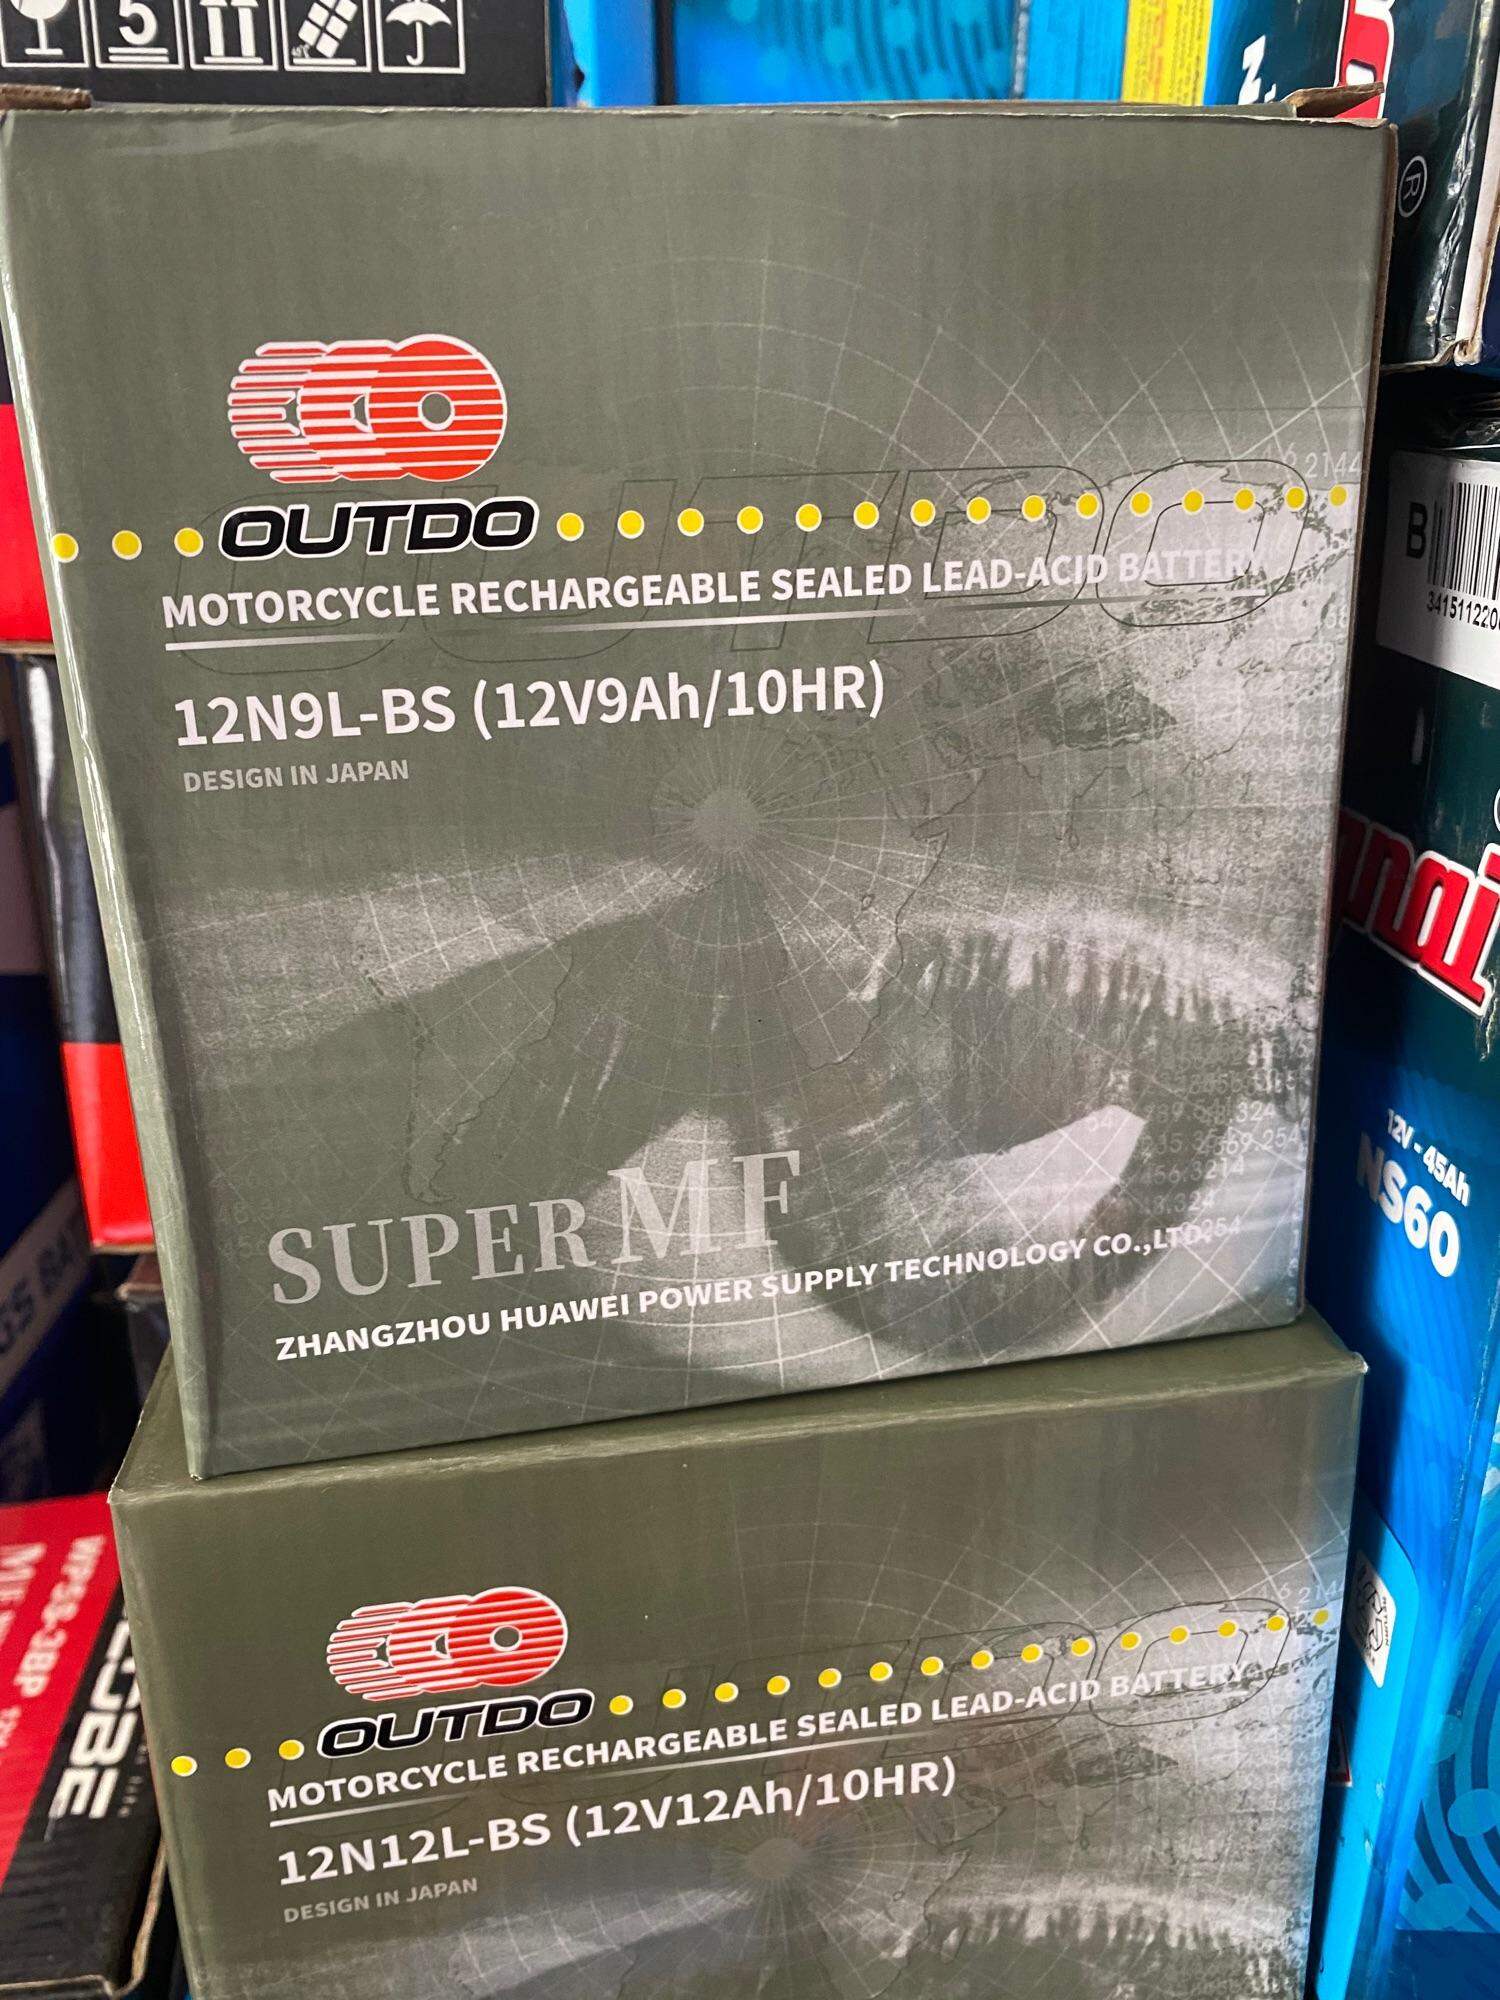 5
OUTDO
MOTORCYCLE RECHARGEABLE SEALED LEAD-ACID BATTERY
12N9L-BS (12V9Ah/10HR)
DESIGN IN JAPAN
SUPER MF
ZHANGZHOU HUAWEI POWER SUPPLY TECHNOLOGY CO.,LTD.
OUTDO
MOTORCYCLE RECHARGEABLE SEALED LEAD-ACID BATTERY
12N12L-BS (12V12Ah/10HR)
DESIGN IN JAPAN
B
12V - 45Ah
NS60